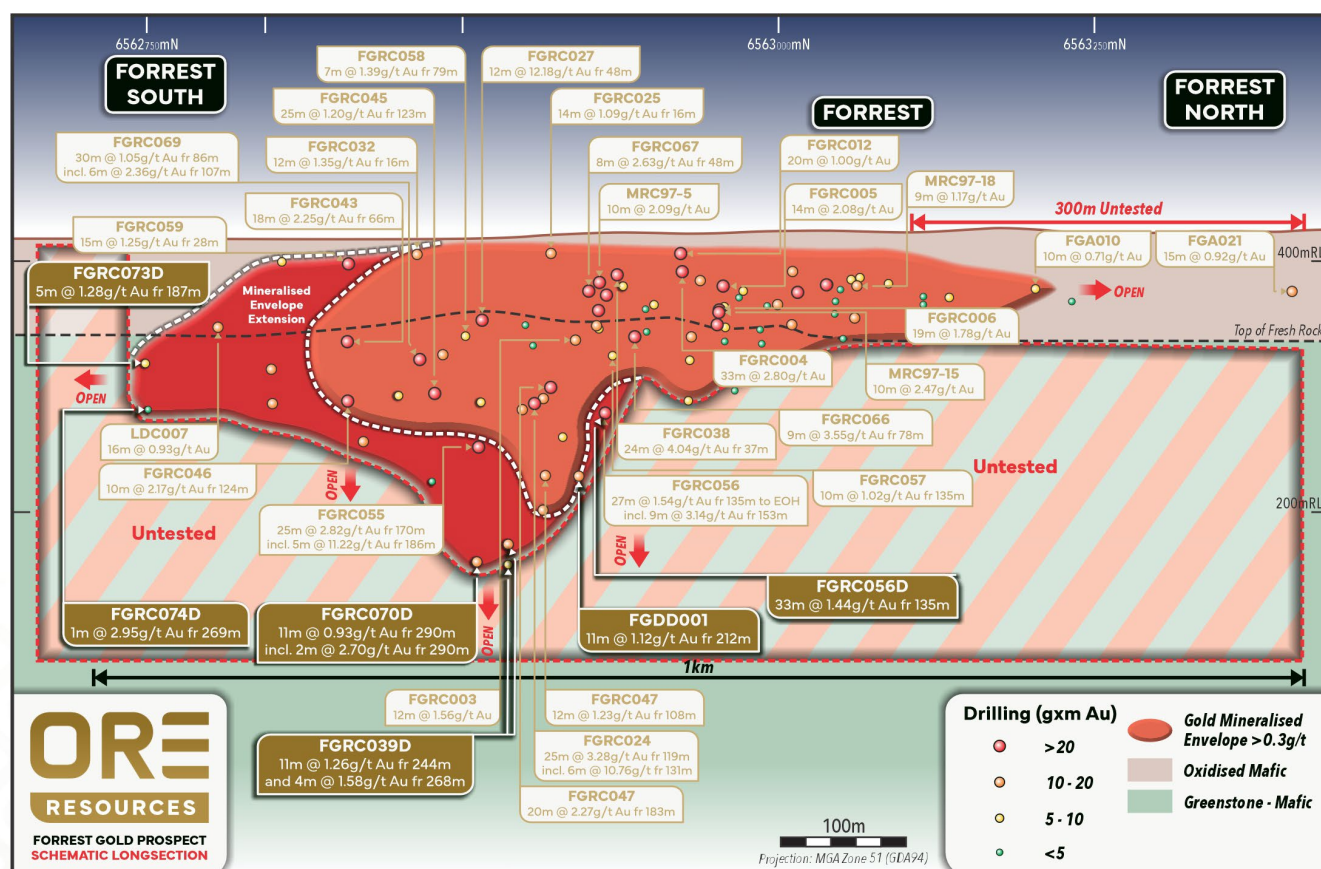 6562750mN
6563000mN
6563250mN
FORREST
SOUTH
FORREST
FORREST
NORTH
FGRC058
7m @ 1.39g/t Au fr 79m
FGRC027
12m @ 12.18g/t Au fr 48m
FGRC045
25m @ 1.20g/t Au fr 123m
FGRC025
14m @ 1.09g/t Au fr 16m
FGRC069
30m @ 1.05g/t Au fr 86m
incl. 6m @ 2.36g/t Au fr 107m
FGRC032
12m @ 1.35g/t Au fr 16m
FGRC067
8m @ 2.63g/t Au fr 48m
FGRC012
20m @ 1.00g/t Au
MRC97-5
10m @ 2.09g/t Au
FGRC005
14m @ 2.08g/t Au
MRC97-18
9m @ 1.17g/t Au
FGRC043
18m @ 2.25g/t Au fr 66m
300m Untested
FGRC059
15m @ 1.25g/t Au fr 28m
FGA010
10m @ 0.71g/t Au
FGA021
15m @ 0.92g/t Au
400mRL
FGRC073D
5m @ 1.28g/t Au fr 187m
Mineralised
Envelope
Extension
OPEN
FGRC006
19m @ 1.78g/t Au
Top of Fresh Rock
FGRC004
33m @ 2.80g/t Au
MRC97-15
10m @ 2.47g/t Au
OPEN
LDC007
16m @ 0.93g/t Au
FGRC038
24m @ 4.04g/t Au fr 37m
FGRC066
9m @ 3.55g/t Au fr 78m
FGRC046
10m @ 2.17g/t Au fr 124m
OPEN
FGRC056
27m @ 1.54g/t Au fr 135m to EOH
incl. 9m @ 3.14g/t Au fr 153m
FGRC057
10m @ 1.02g/t Au fr 135m
Untested
Untested
FGRC055
25m @ 2.82g/t Au fr 170m
incl. 5m @ 11.22g/t Au fr 186m
200mRL
OPEN
FGRC056D
33m @ 1.44g/t Au fr 135m
FGRC074D
1m @ 2.95g/t Au fr 269m
FGRC070D
11m @ 0.93g/t Au fr 290m
incl. 2m @ 2.70g/t Au fr 290m
OPEN
FGDD001
11m @ 1.12g/t Au fr 212m
1km
FGRC003
12m @ 1.56g/t Au
FGRC047
12m @ 1.23g/t Au fr 108m
FGRC039D
11m @ 1.26g/t Au fr 244m
and 4m @ 1.58g/t Au fr 268m
FGRC024
25m @ 3.28g/t Au fr 119m
incl. 6m @ 10.76g/t fr 131m
FGRC047
20m @ 2.27g/t Au fr 183m
ORE
RESOURCES
FORREST GOLD PROSPECT
SCHEMATIC LONGSECTION
100m
Projection: MGA Zone 51 (GDA94)
Drilling (gxm Au)
>20
10 - 20
5 - 10
<5
Gold Mineralised
Envelope >0.3g/t
Oxidised Mafic
Greenstone - Mafic